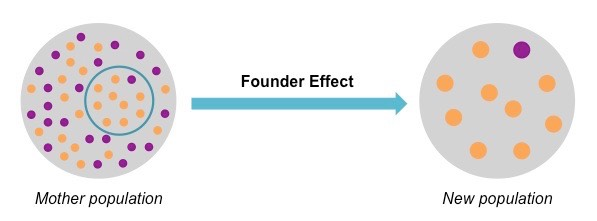 Founder Effect
Mother population
New population